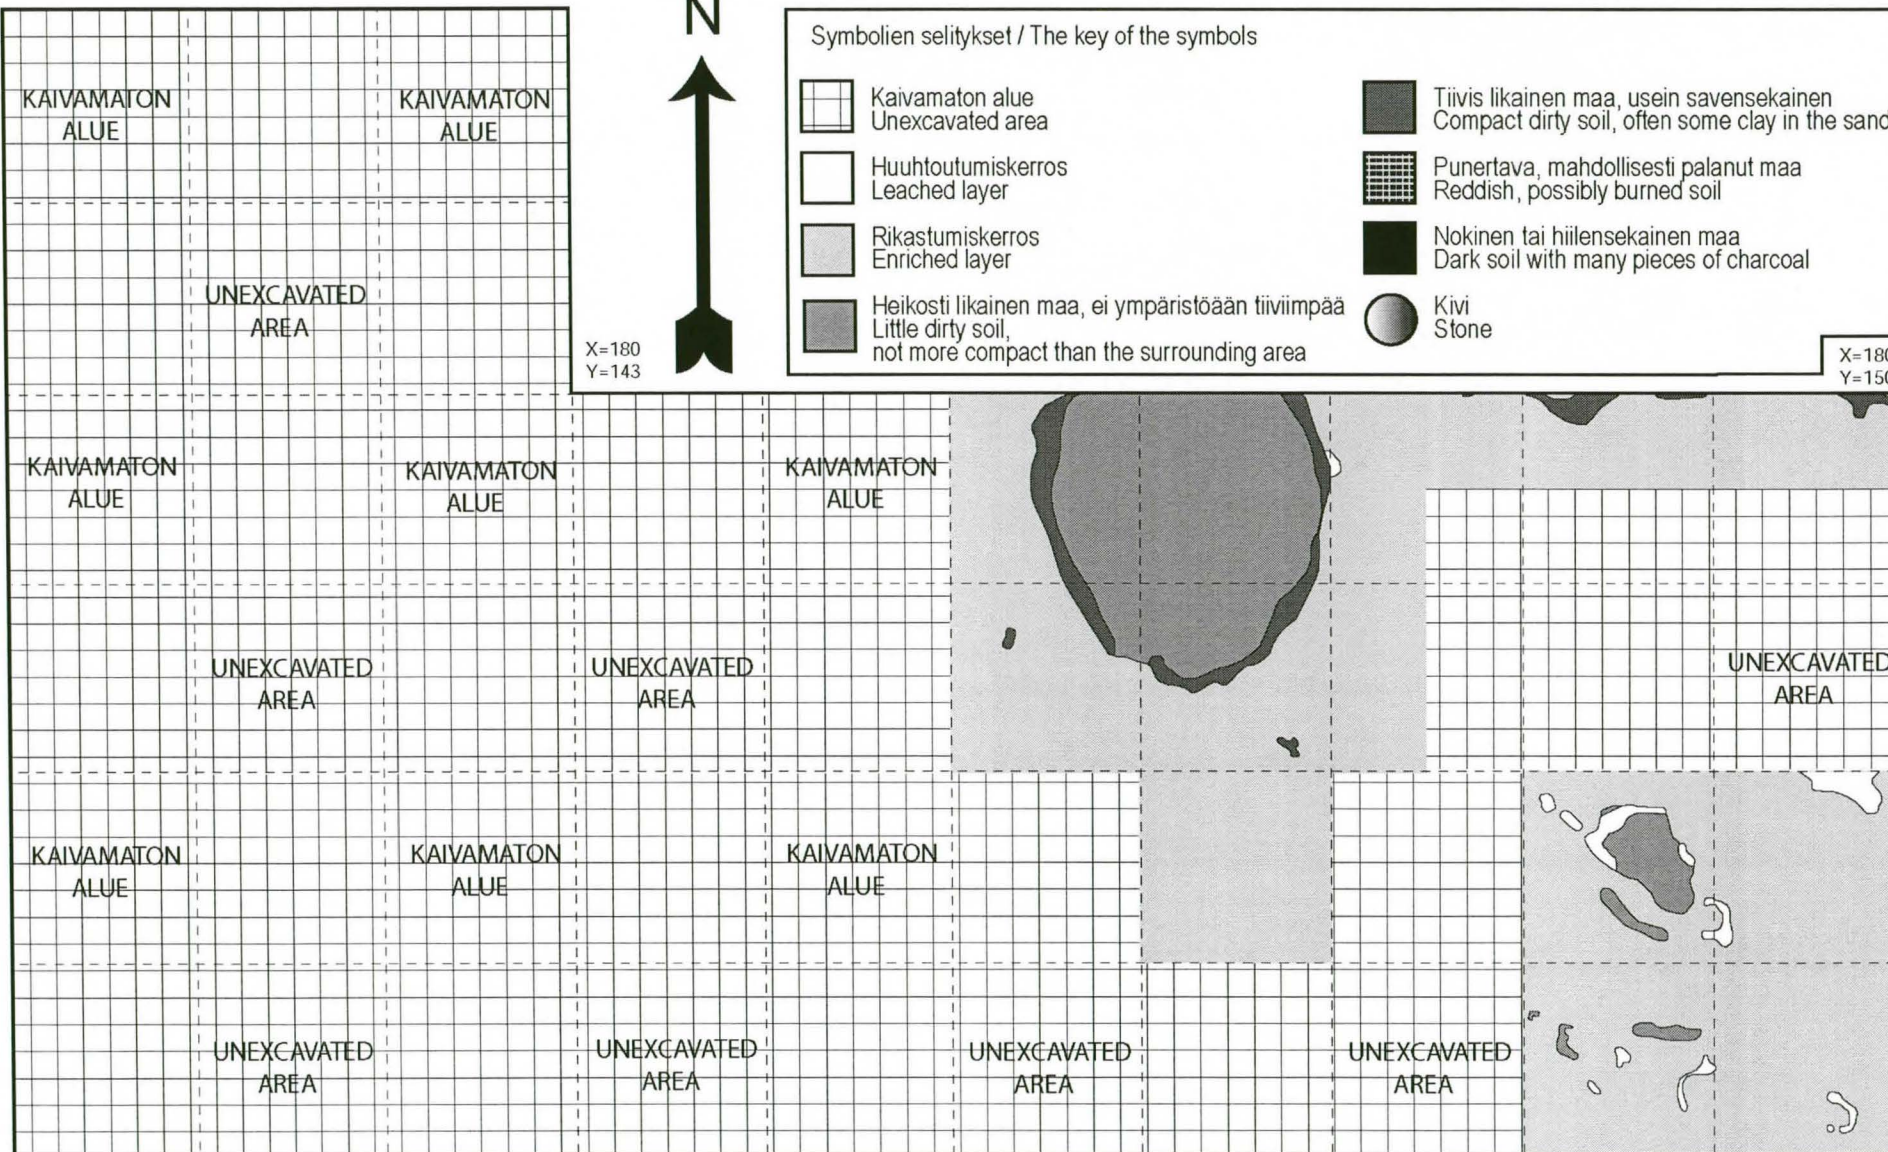 N
Symbolien selitykset / The key of the symbols
Kaivamaton alue
Unexcavated area
Huuhtoutumiskerros
Leached layer
Rikastumiskerros
Enriched layer
Heikosti likainen maa, ei ympäristöään tiiviimpää
Little dirty soil,
not more compact than the surrounding area
Tiivis likainen maa, usein savensekainen
Compact dirty soil, often some clay in the sand
Punertava, mahdollisesti palanut maa
Reddish, possibly burned soil
Nokinen tai hiilensekainen maa
Dark soil with many pieces of charcoal
Kivi
Stone
X=180
Y=143
X=180
Y=150
KAIVAMATON
ALUE
KAIVAMATON
ALUE
UNEXCAVATED
AREA
KAIVAMATON
ALUE
KAIVAMATON
ALUE
KAIVAMATON
ALUE
UNEXCAVATED
AREA
UNEXCAVATED
AREA
UNEXCAVATED
AREA
KAIVAMATON
ALUE
KAIVAMATON
ALUE
KAIVAMATON
ALUE
UNEXCAVATED
AREA
UNEXCAVATED
AREA
UNEXCAVATED
AREA
UNEXCAVATED
AREA